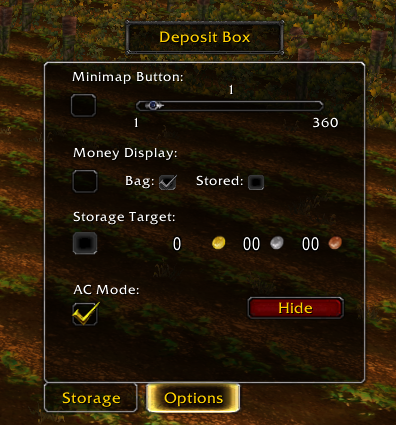 Deposit Box
Minimap Button:
1
1 360
Money Display:
Bag: Stored:
Storage Target:
0 00 00
AC Mode:
Hide
Storage Options